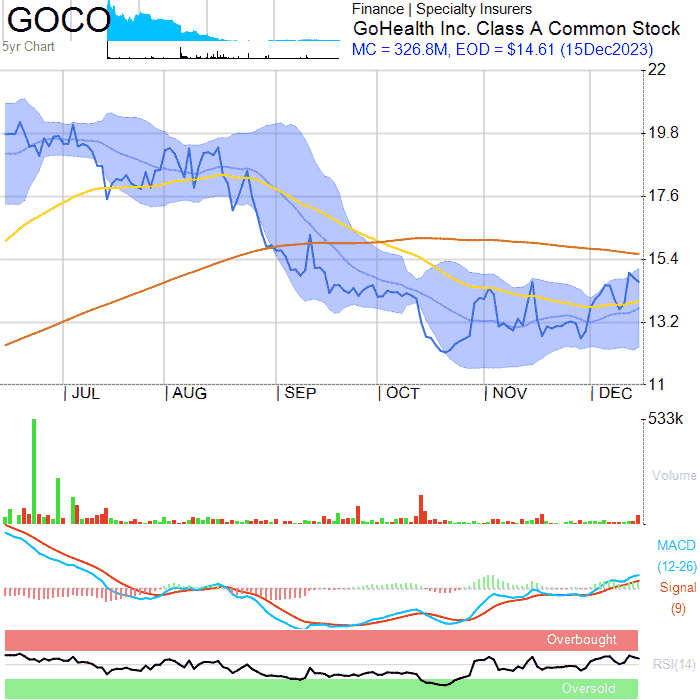 GOCO
5yr Chart
Finance | Specialty Insurers
GoHealth Inc. Class A Common Stock
MC = 326.8M, EOD = $14.61 (15Dec2023)
22
19.8
17.6
15.4
13.2
11
JUL
AUG
SEP
OCT
NOV
DEC
533k
Volume
MACD
(12-26)
Signal
(9)
Overbought
RSI(14)
Oversold